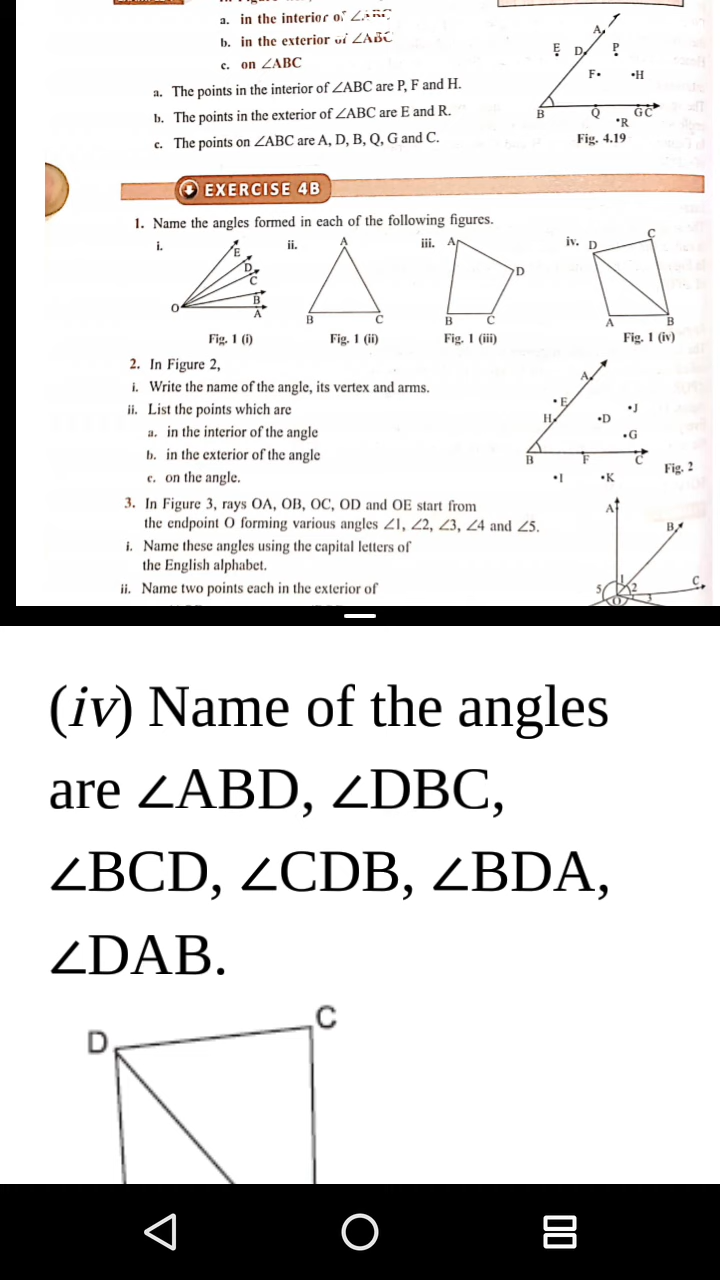 a. in the interior of
b. in the exterior of ∠ABC
c. on ∠ABC
a. The points in the interior of ∠ABC are P, F and H.
b. The points in the exterior of ∠ABC are E and R.
c. The points on ∠ABC are A, D, B, Q, G and C.
A
E D P
F H
B Q G C
R
Fig. 4.19
EXERCISE 4B
1. Name the angles formed in each of the following figures.
i. ii. iii. iv.
E
D
C
B
O A
A
B C
A
D
B C
D C
A B
Fig. 1 (i) Fig. 1 (ii) Fig. 1 (iii) Fig. 1 (iv)
2. In Figure 2,
i. Write the name of the angle, its vertex and arms.
ii. List the points which are
a. in the interior of the angle
b. in the exterior of the angle
c. on the angle.
A
E J
H D
G
B F C
I K
Fig. 2
3. In Figure 3, rays OA, OB, OC, OD and OE start from
the endpoint O forming various angles ∠1, ∠2, ∠3, ∠4 and ∠5.
i. Name these angles using the capital letters of
the English alphabet.
ii. Name two points each in the exterior of
A
B
C
1
5 2
O 3
(iv) Name of the angles
are ∠ABD, ∠DBC,
∠BCD, ∠CDB, ∠BDA,
∠DAB.
D C